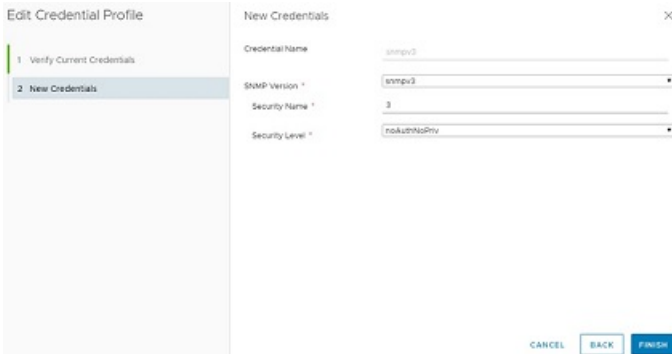 Edit Credential Profile
1 Verify Current Credentials
2 New Credentials
New Credentials
Credential Name snmpv3
SNMP Version * snmpv3
Security Name * 3
Security Level * noAuthNoPriv
CANCEL BACK FINISH